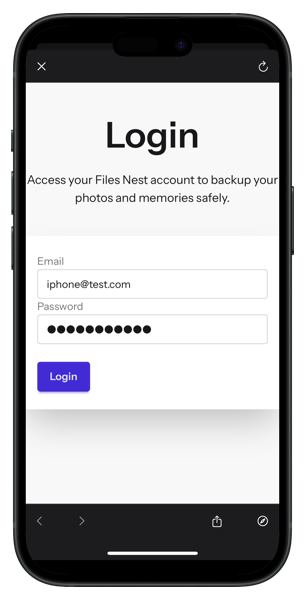 Login
Access your Files Nest account to backup your
photos and memories safely.
Email
iphone@test.com
Password
●●●●●●●●●●●
Login